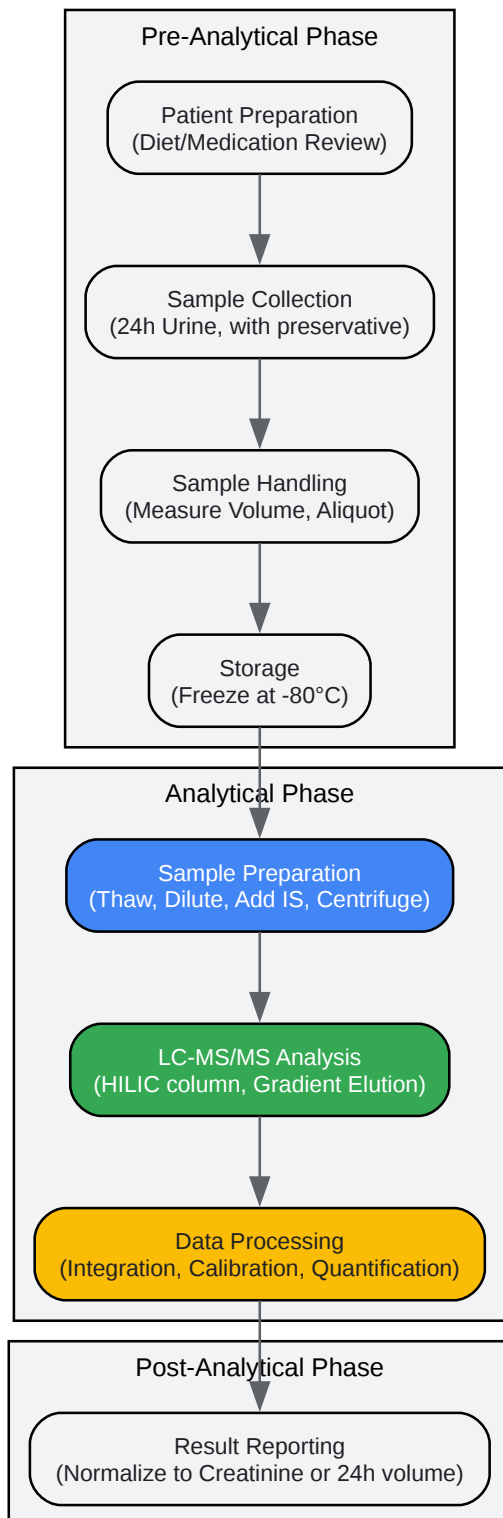 Pre-Analytical Phase
Patient Preparation
(Diet/Medication Review)
Sample Collection
(24h Urine, with preservative)
Sample Handling
(Measure Volume, Aliquot)
Storage
(Freeze at -80°C)
Analytical Phase
Sample Preparation
(Thaw, Dilute, Add IS, Centrifuge)
LC-MS/MS Analysis
(HILIC column, Gradient Elution)
Data Processing
(Integration, Calibration, Quantification)
Post-Analytical Phase
Result Reporting
(Normalize to Creatinine or 24h volume)